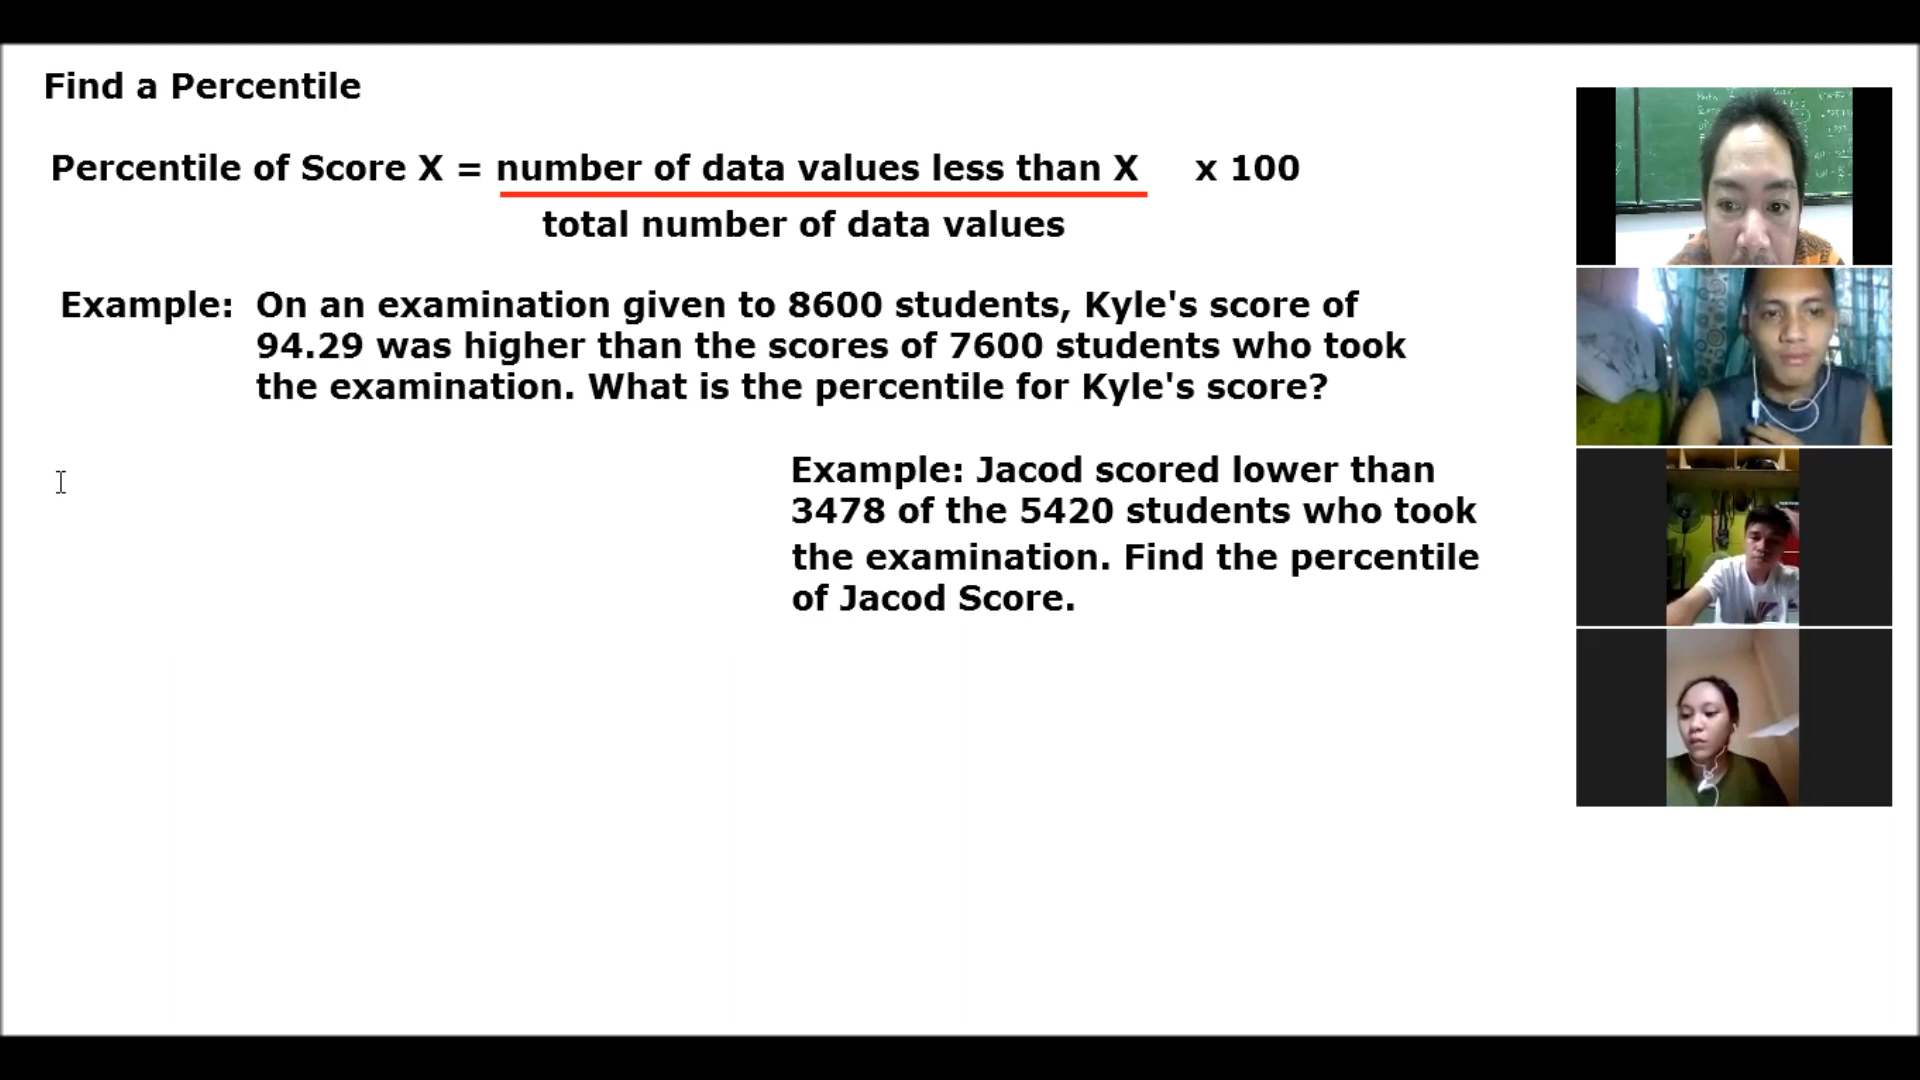 Find a Percentile
Percentile of Score X = number of data values less than X x 100
total number of data values
Example: On an examination given to 8600 students, Kyle's score of
94.29 was higher than the scores of 7600 students who took
the examination. What is the percentile for Kyle's score?
Example: Jacod scored lower than
3478 of the 5420 students who took
the examination. Find the percentile
of Jacod Score.